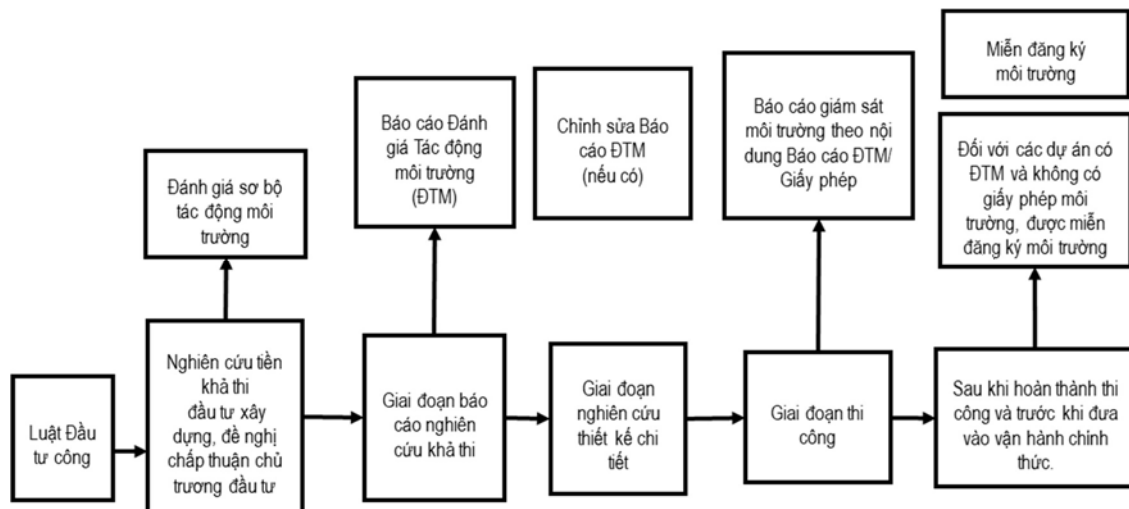 Luật Đầu
tư công
Nghiên cứu tiền
khả thi
đầu tư xây
dựng, đề nghị
chấp thuận chủ
trương đầu tư
Đánh giá sơ bộ
tác động môi
trường
Giai đoạn báo
cáo nghiên
cứu khả thi
Báo cáo Đánh
giá Tác động
môi trường
(ĐTM)
Giai đoạn
nghiên cứu
thiết kế chi
tiết
Chỉnh sửa Báo
cáo ĐTM
(nếu có)
Giai đoạn thi
công
Báo cáo giám sát
môi trường theo nội
dung Báo cáo ĐTM/
Giấy phép
Sau khi hoàn thành thi
công và trước khi đưa
vào vận hành chính
thức.
Đối với các dự án có
ĐTM và không có
giấy phép môi
trường, được miễn
đăng ký môi trường
Miễn đăng ký
môi trường